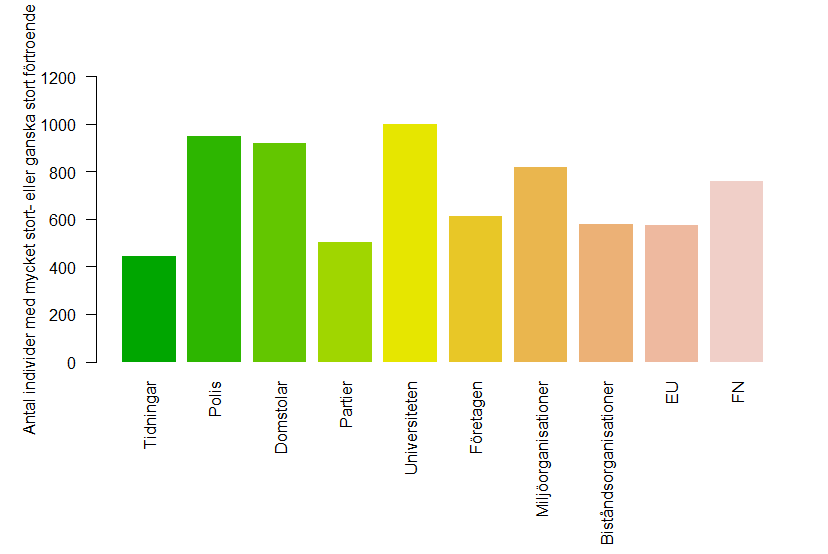 Antal individer med mycket stort- eller ganska stort förtroende
1200
1000
800
600
400
200
0
Tidningar
Polis
Domstolar
Partier
Universiteten
Företagen
Miljöorganisationer
Biståndsorganisationer
EU
FN